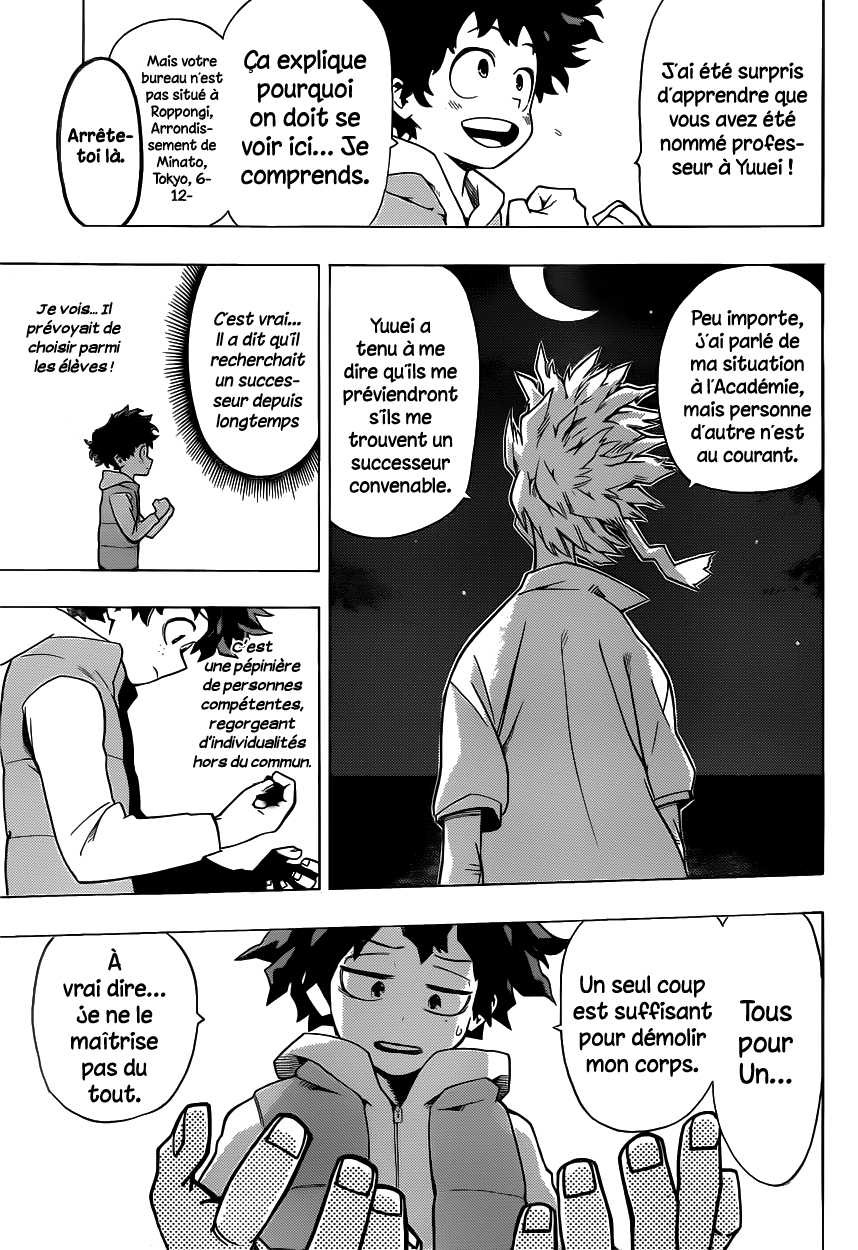 J'ai été surpris
d'apprendre que
vous avez été
nommé profes-
seur à Yuuei !
Ça explique
pourquoi
on doit se
voir ici... Je
comprends.
Mais votre
bureau n'est
pas situé à
Roppongi,
Arrondis-
sement de
Minato,
Tokyo, 6-
12-
Arrête-
toi là.
Peu importe,
j'ai parlé de
ma situation
à l'Académie,
mais personne
d'autre n'est
au courant.
Yuuei a
tenu à me
dire qu'ils me
préviendront
s'ils me
trouvent un
successeur
convenable.
C'est vrai...
Il a dit qu'il
recherchait
un succes-
seur depuis
longtemps
Je vois... Il
prévoyait de
choisir parmi
les élèves !
C'est
une pépinière
de personnes
compétentes,
regorgeant
d'individualités
hors du commun.
Tous
pour
Un...
Un seul coup
est suffisant
pour démolir
mon corps.
À
vrai dire...
Je ne le
maîtrise
pas du
tout.